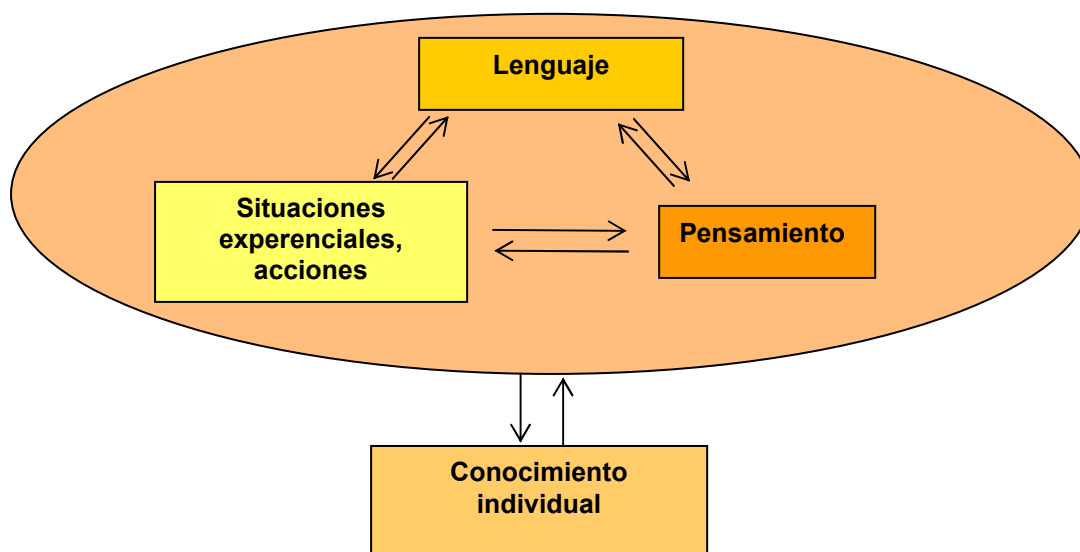 Lenguaje
Situaciones
experenciales,
acciones
Pensamiento
Conocimiento
individual